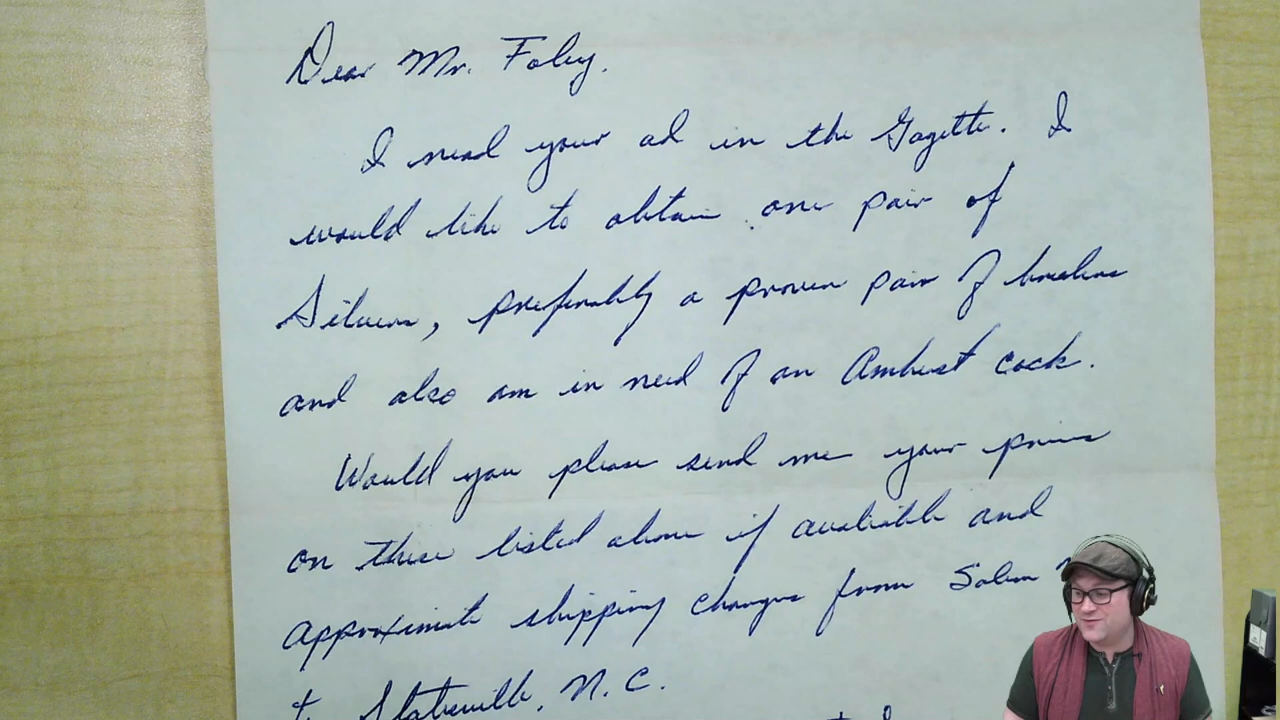 Dear Mr. Foley,
I read your ad in the Gazette. I
would like to obtain one pair of
Silvers, preferably a proven pair of breeders
and also am in need of an Amherst cock.
Would you please send me your prices
on these listed above if available and
approximate shipping charges from Salem
to Statesville, N.C.